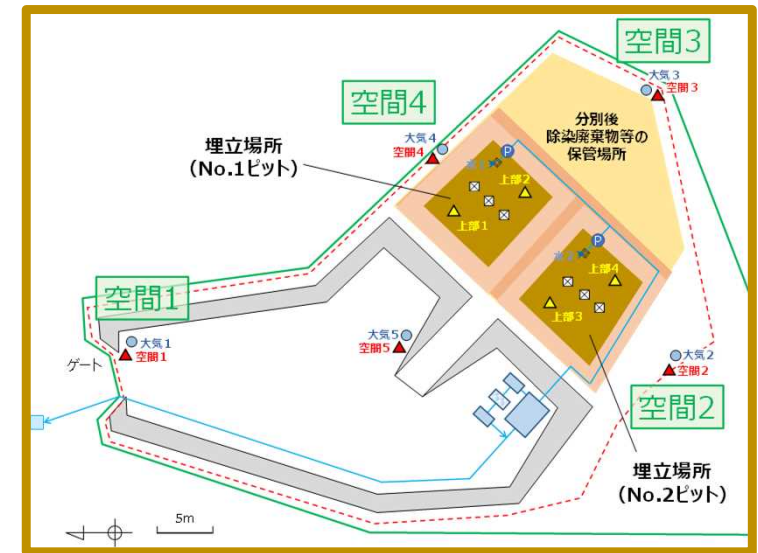 空間3
大気3
空間3
空間4
大気4
空間4
分別後
除染廃棄物等の
保管場所
埋立場所
(No.1ピット)
P
上部2
上部1
P
上部4
上部3
空間1
大気1
空間1
ゲート
大気5
空間5
大気2
空間2
空間2
埋立場所
(No.2ピット)
5m